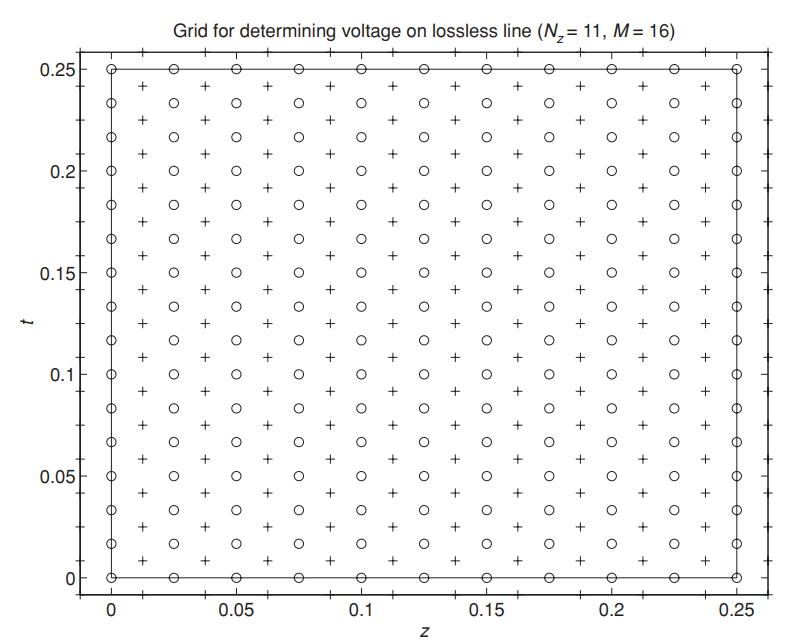 Grid for determining voltage on lossless line (N_z = 11, M = 16)
0.25
0.2
0.15
0.1
0.05
0
t
0 0.05 0.1 0.15 0.2 0.25
z